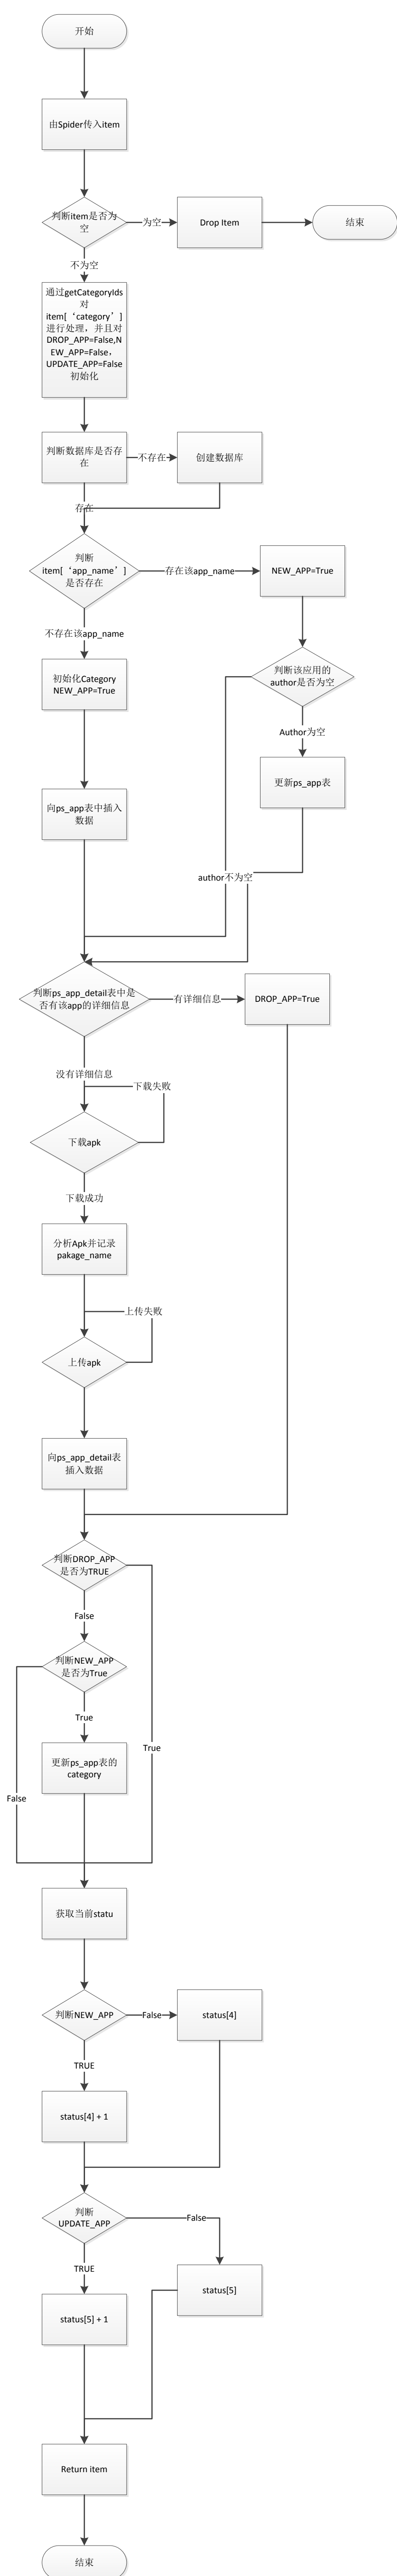 开始
由Spider传入item
判断item是否为
空
为空
Drop Item
结束
不为空
通过getCategoryIds
对
item[‘category’]
进行处理，并且对
DROP_APP=False,N
EW_APP=False，
UPDATE_APP=False
初始化
判断数据库是否存
在
不存在
创建数据库
存在
判断
item[‘app_name’]
是否存在
存在该app_name
NEW_APP=True
不存在该app_name
判断该应用的
author是否为空
初始化Category
NEW_APP=True
Author为空
更新ps_app表
向ps_app表中插入
数据
author不为空
判断ps_app_detail表中是
否有该app的详细信息
有详细信息
DROP_APP=True
没有详细信息
下载失败
下载apk
下载成功
分析Apk并记录
pakage_name
上传失败
上传apk
向ps_app_detail表
插入数据
判断DROP_APP
是否为TRUE
False
判断NEW_APP
是否为True
True
True
更新ps_app表的
category
False
获取当前statu
判断NEW_APP
False
status[4]
TRUE
status[4] + 1
判断
UPDATE_APP
False
TRUE
status[5]
status[5] + 1
Return item
结束